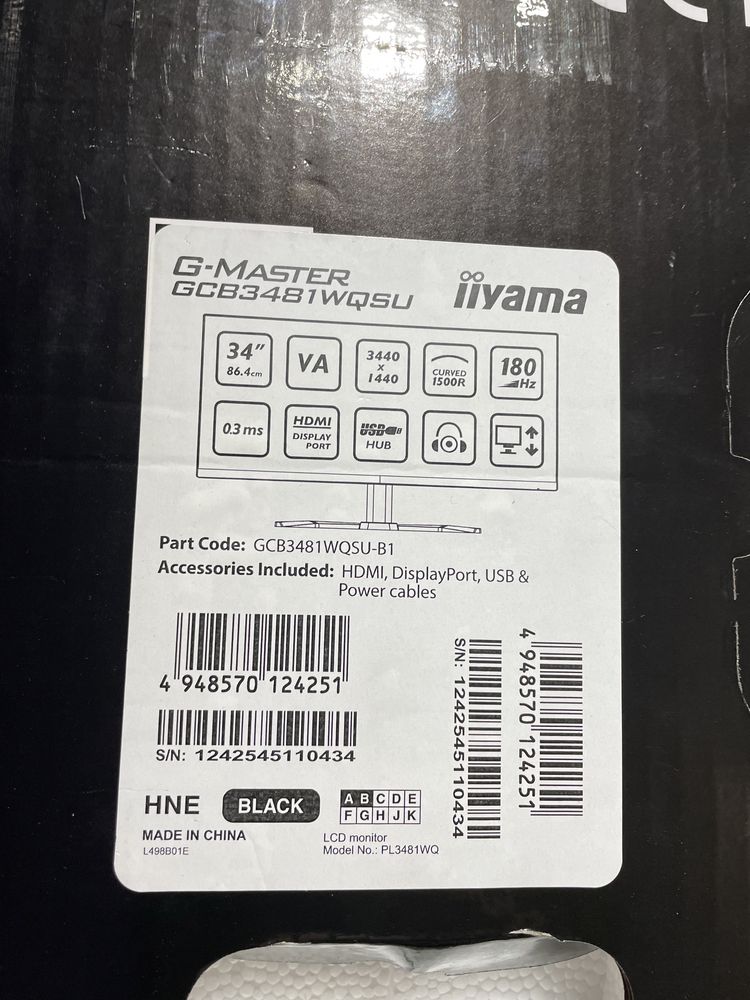 G-MASTER
GCB3481WQSU
iiyama
34"
86.4cm
VA
3440
x
1440
CURVED
1500R
180
Hz
0.3 ms
HDMI
DISPLAY
PORT
USB
HUB
Part Code: GCB3481WQSU-B1
Accessories Included: HDMI, DisplayPort, USB &
Power cables
4 948570 124251
S/N: 1242545110434
S/N: 1242545110434
4 948570 124251
HNE
BLACK
A B C D E
F G H J K
MADE IN CHINA
L498B01E
LCD monitor
Model No.: PL3481WQ